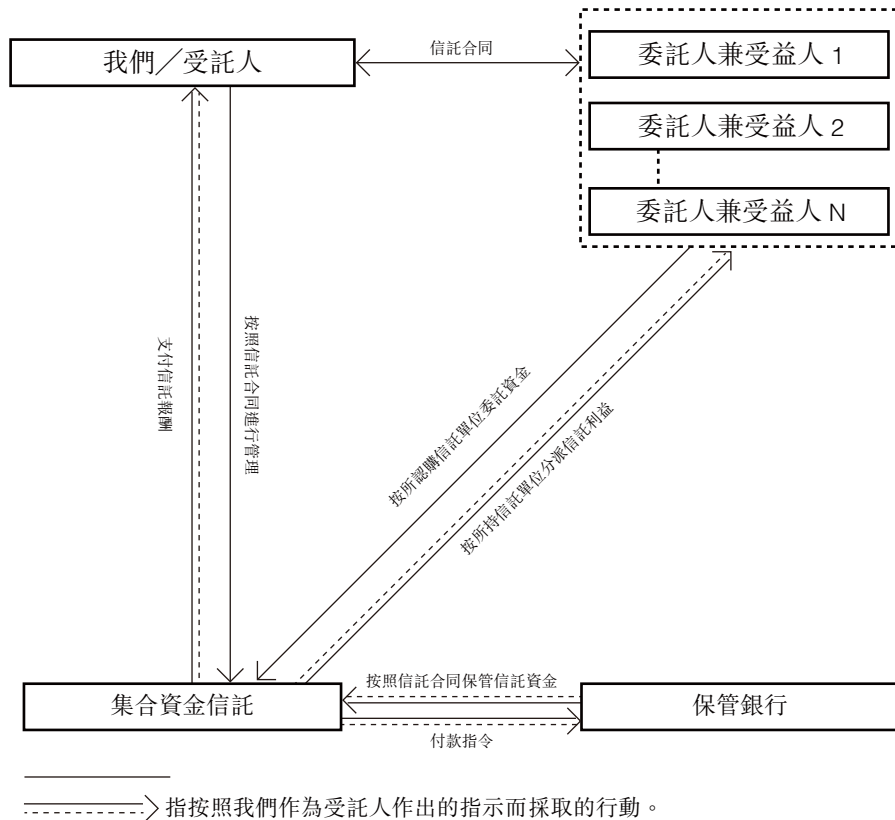 我們／受託人
信託合同
委託人兼受益人 1
委託人兼受益人 2
委託人兼受益人 N
支付信託報酬
按照信託合同進行管理
按所認購信託單位委託資金
按所持信託單位分派信託利益
集合資金信託
按照信託合同保管信託資金
付款指令
保管銀行
指按照我們作為受託人作出的指示而採取的行動。